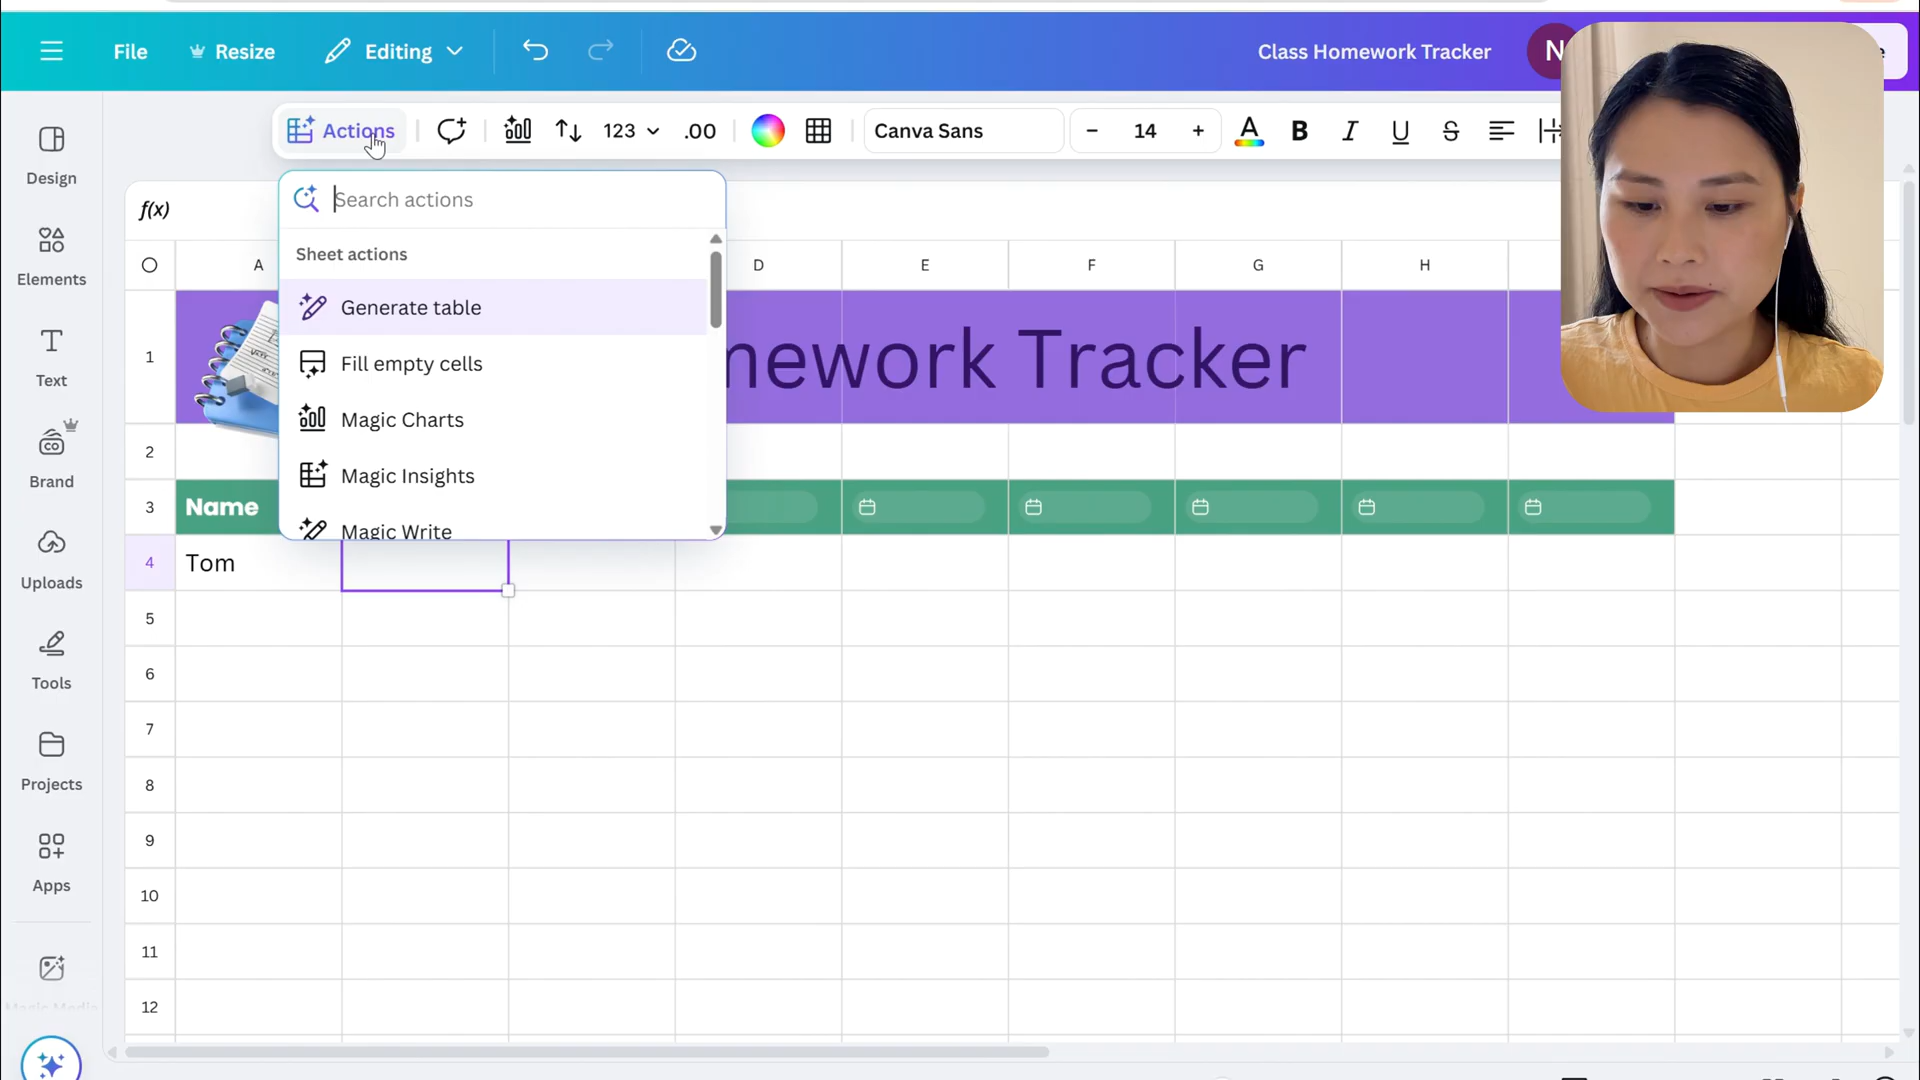 File
Resize
Editing
Class Homework Tracker
N
Actions
123
.00
Canva Sans
14
A
B
I
U
S
Design
Elements
Text
Brand
Uploads
Tools
Projects
Apps
f(x)
Search actions
Sheet actions
Generate table
Fill empty cells
Magic Charts
Magic Insights
Magic Write
A
D
E
F
G
H
1
mework Tracker
2
3
Name
4
Tom
5
6
7
8
9
10
11
12